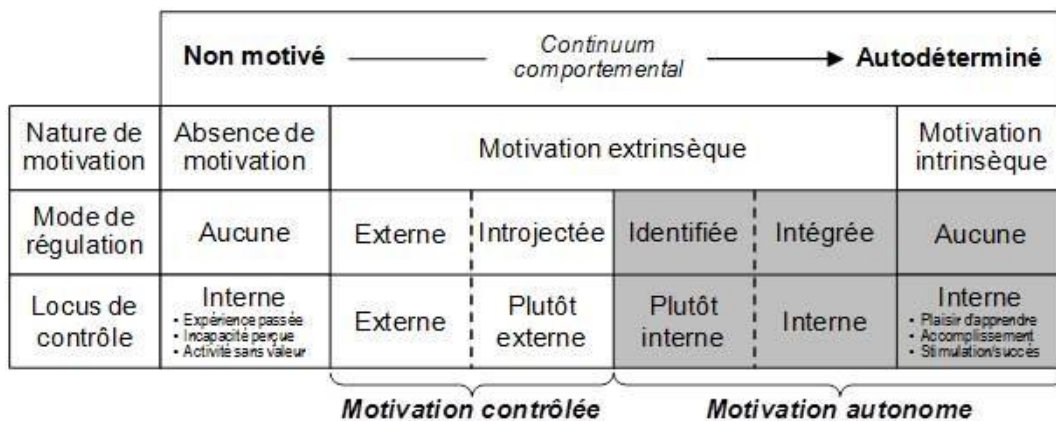 Non motivé
Continuum
comportemental
Autodéterminé
Nature de
motivation
Absence de
motivation
Motivation extrinsèque
Motivation
intrinsèque
Mode de
régulation
Aucune
Externe
Introjectée
Identifiée
Intégrée
Aucune
Locus de
contrôle
Interne
• Expérience passée
• Incapacité perçue
• Activité sans valeur
Externe
Plutôt
externe
Plutôt
interne
Interne
Interne
• Plaisir d'apprendre
• Accomplissement
• Stimulation/succès
Motivation contrôlée
Motivation autonome